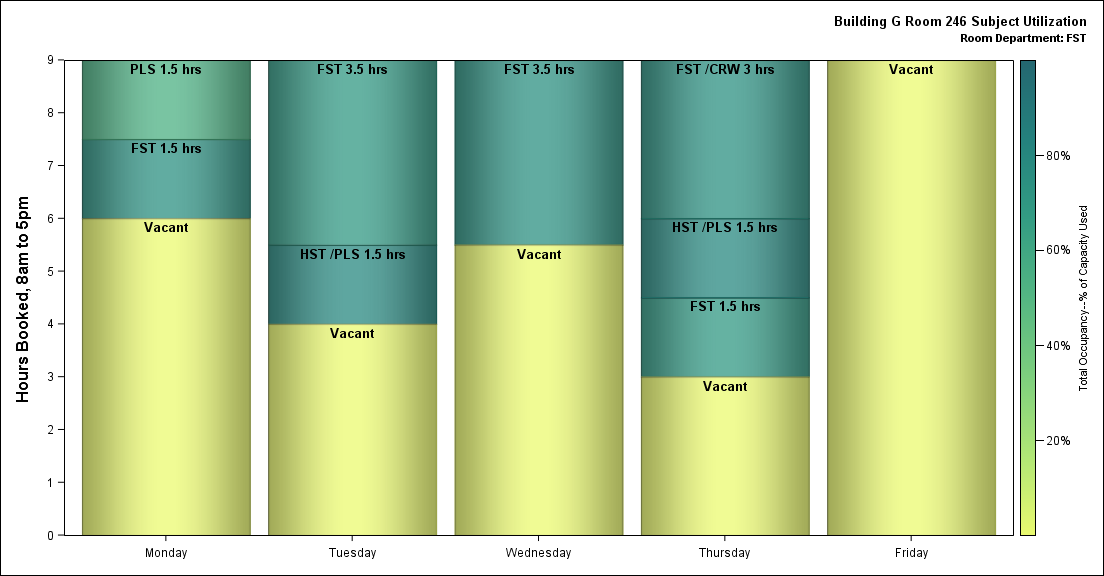 Building G Room 246 Subject Utilization
Room Department: FST
Hours Booked, 8am to 5pm
9
8
7
6
5
4
3
2
1
0
PLS 1.5 hrs
FST 1.5 hrs
Vacant
Monday
FST 3.5 hrs
HST /PLS 1.5 hrs
Vacant
Tuesday
FST 3.5 hrs
Vacant
Wednesday
FST /CRW 3 hrs
HST /PLS 1.5 hrs
FST 1.5 hrs
Vacant
Thursday
Vacant
Friday
80%
60%
40%
20%
Total Occupancy--% of Capacity Used